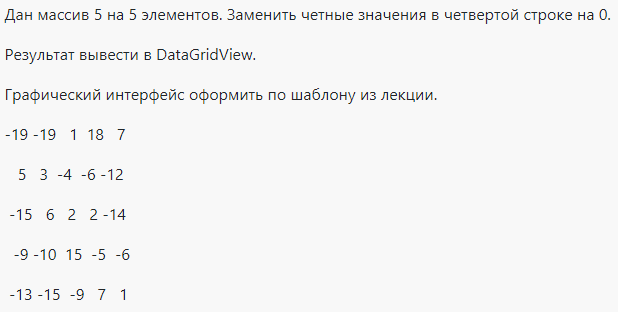 Дан массив 5 на 5 элементов. Заменить четные значения в четвертой строке на 0.
Результат вывести в DataGridView.
Графический интерфейс оформить по шаблону из лекции.
-19 -19 1 18 7
5 3 -4 -6 -12
-15 6 2 2 -14
-9 -10 15 -5 -6
-13 -15 -9 7 1